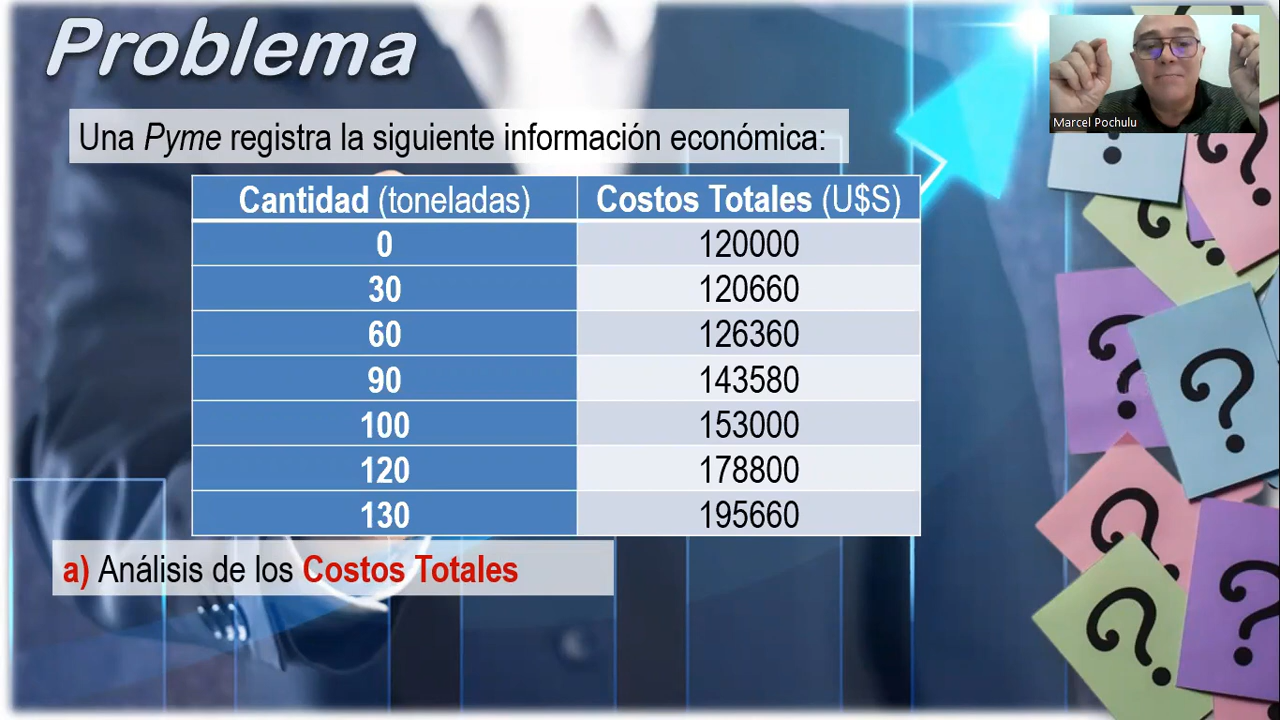 Problema
Marcel Pochulu
Una Pyme registra la siguiente información económica:
Cantidad (toneladas) Costos Totales (U$S)
0 120000
30 120660
60 126360
90 143580
100 153000
120 178800
130 195660
a) Análisis de los Costos Totales
? ? ? ? ? ? ? ? ?